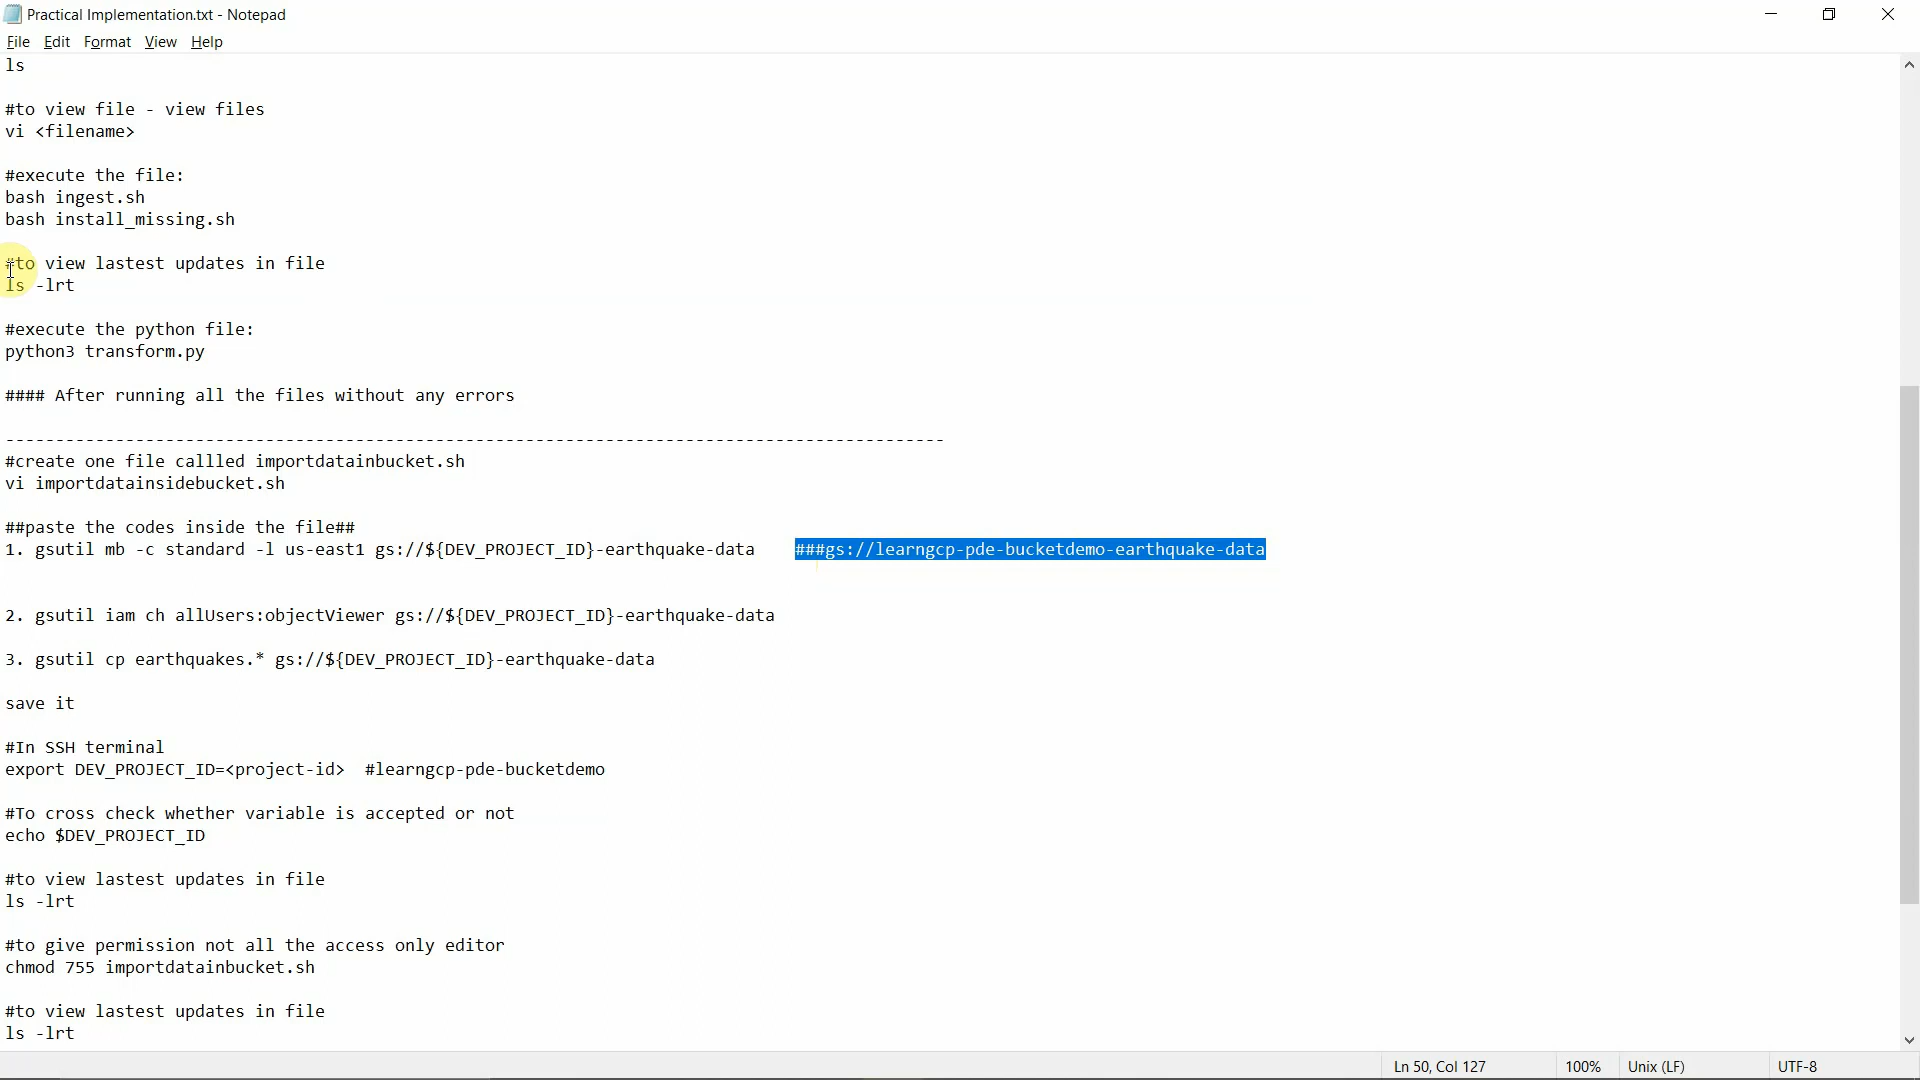 Practical Implementation.txt - Notepad
File Edit Format View Help
ls
#to view file - view files
vi <filename>
#execute the file:
bash ingest.sh
bash install_missing.sh
#to view lastest updates in file
ls -lrt
#execute the python file:
python3 transform.py
#### After running all the files without any errors
----------------------------------------------------------------------------------------------
#create one file callled importdatainbucket.sh
vi importdatainsidebucket.sh
##paste the codes inside the file##
1. gsutil mb -c standard -l us-east1 gs://${DEV_PROJECT_ID}-earthquake-data    ###gs://learngcp-pde-bucketdemo-earthquake-data
2. gsutil iam ch allUsers:objectViewer gs://${DEV_PROJECT_ID}-earthquake-data
3. gsutil cp earthquakes.* gs://${DEV_PROJECT_ID}-earthquake-data
save it
#In SSH terminal
export DEV_PROJECT_ID=<project-id>  #learngcp-pde-bucketdemo
#To cross check whether variable is accepted or not
echo $DEV_PROJECT_ID
#to view lastest updates in file
ls -lrt
#to give permission not all the access only editor
chmod 755 importdatainbucket.sh
#to view lastest updates in file
ls -lrt
Ln 50, Col 127 100% Unix (LF) UTF-8